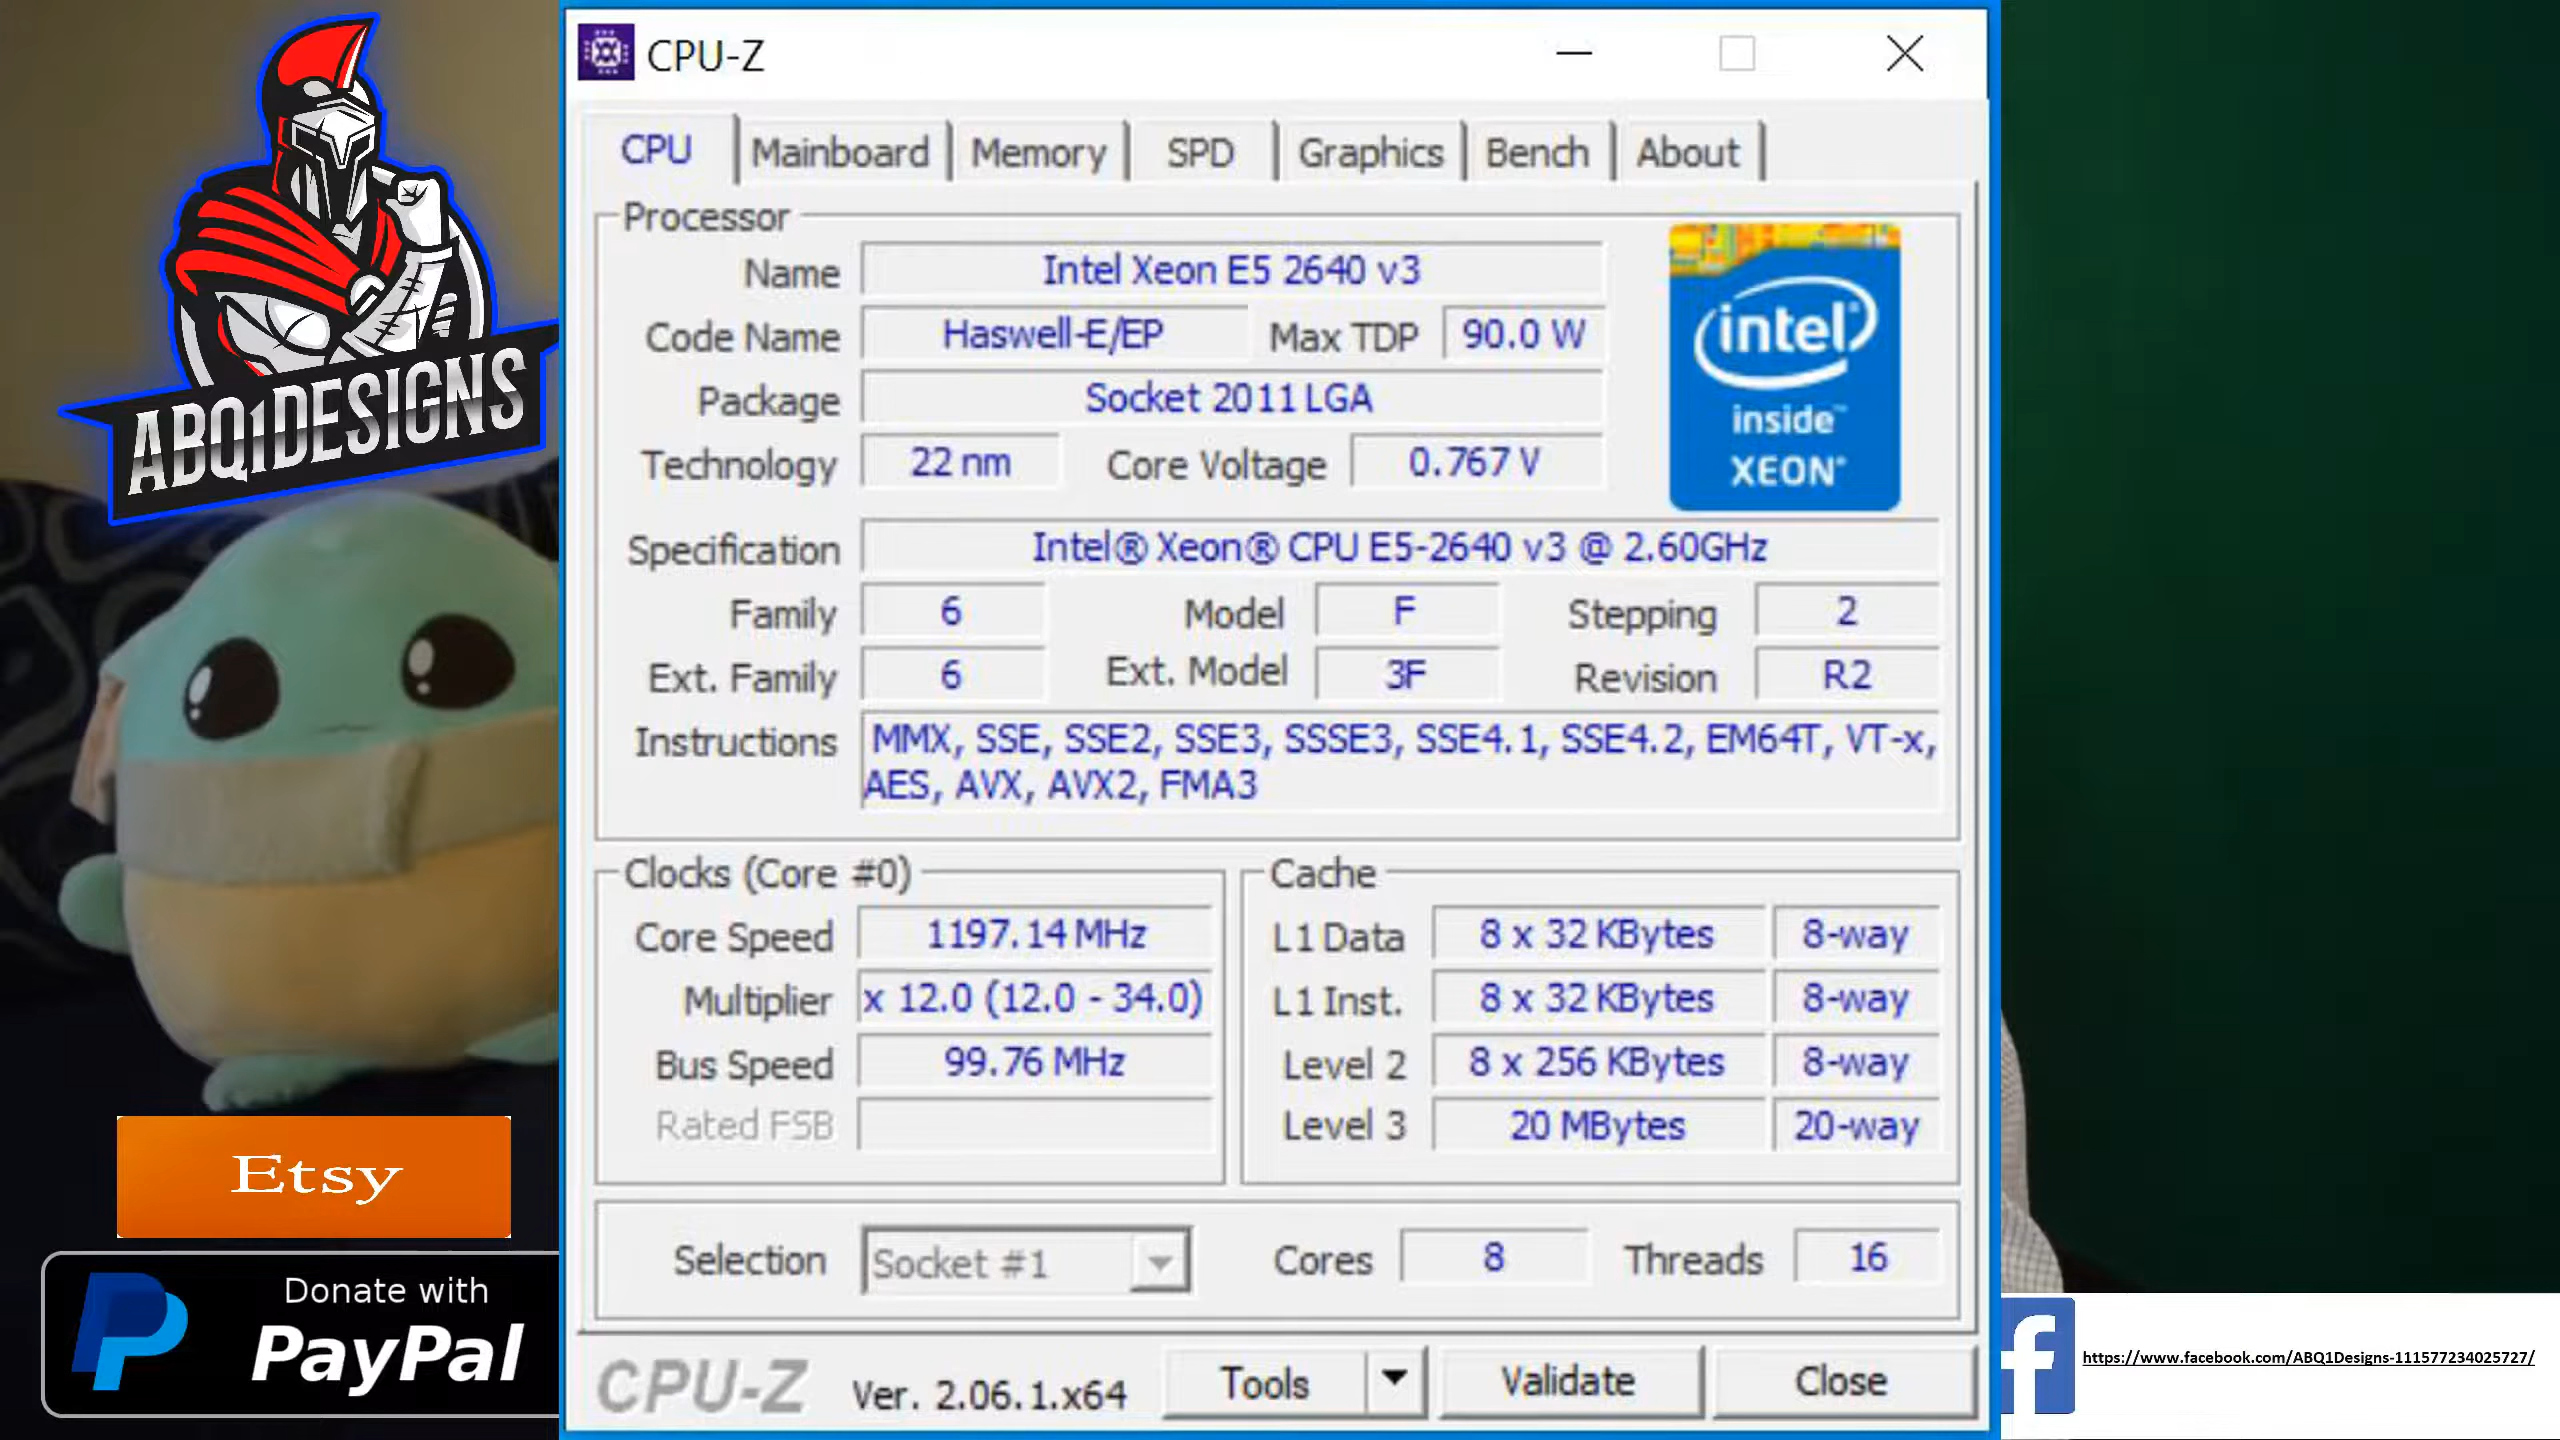 ABQ1DESIGNS
Etsy
Donate with
PayPal
CPU-Z
CPU Mainboard Memory SPD Graphics Bench About
Processor
Name Intel Xeon E5 2640 v3
Code Name Haswell-E/EP Max TDP 90.0 W
Package Socket 2011 LGA
Technology 22 nm Core Voltage 0.767 V
intel®
inside™
XEON®
Specification Intel® Xeon® CPU E5-2640 v3 @ 2.60GHz
Family 6 Model F Stepping 2
Ext. Family 6 Ext. Model 3F Revision R2
Instructions MMX, SSE, SSE2, SSE3, SSSE3, SSE4.1, SSE4.2, EM64T, VT-x,
AES, AVX, AVX2, FMA3
Clocks (Core #0)
Core Speed 1197.14 MHz
Multiplier x 12.0 (12.0 - 34.0)
Bus Speed 99.76 MHz
Rated FSB
Cache
L1 Data 8 x 32 KBytes 8-way
L1 Inst. 8 x 32 KBytes 8-way
Level 2 8 x 256 KBytes 8-way
Level 3 20 MBytes 20-way
Selection Socket #1 Cores 8 Threads 16
CPU-Z Ver. 2.06.1.x64 Tools Validate Close
https://www.facebook.com/ABQ1Designs-111577234025727/